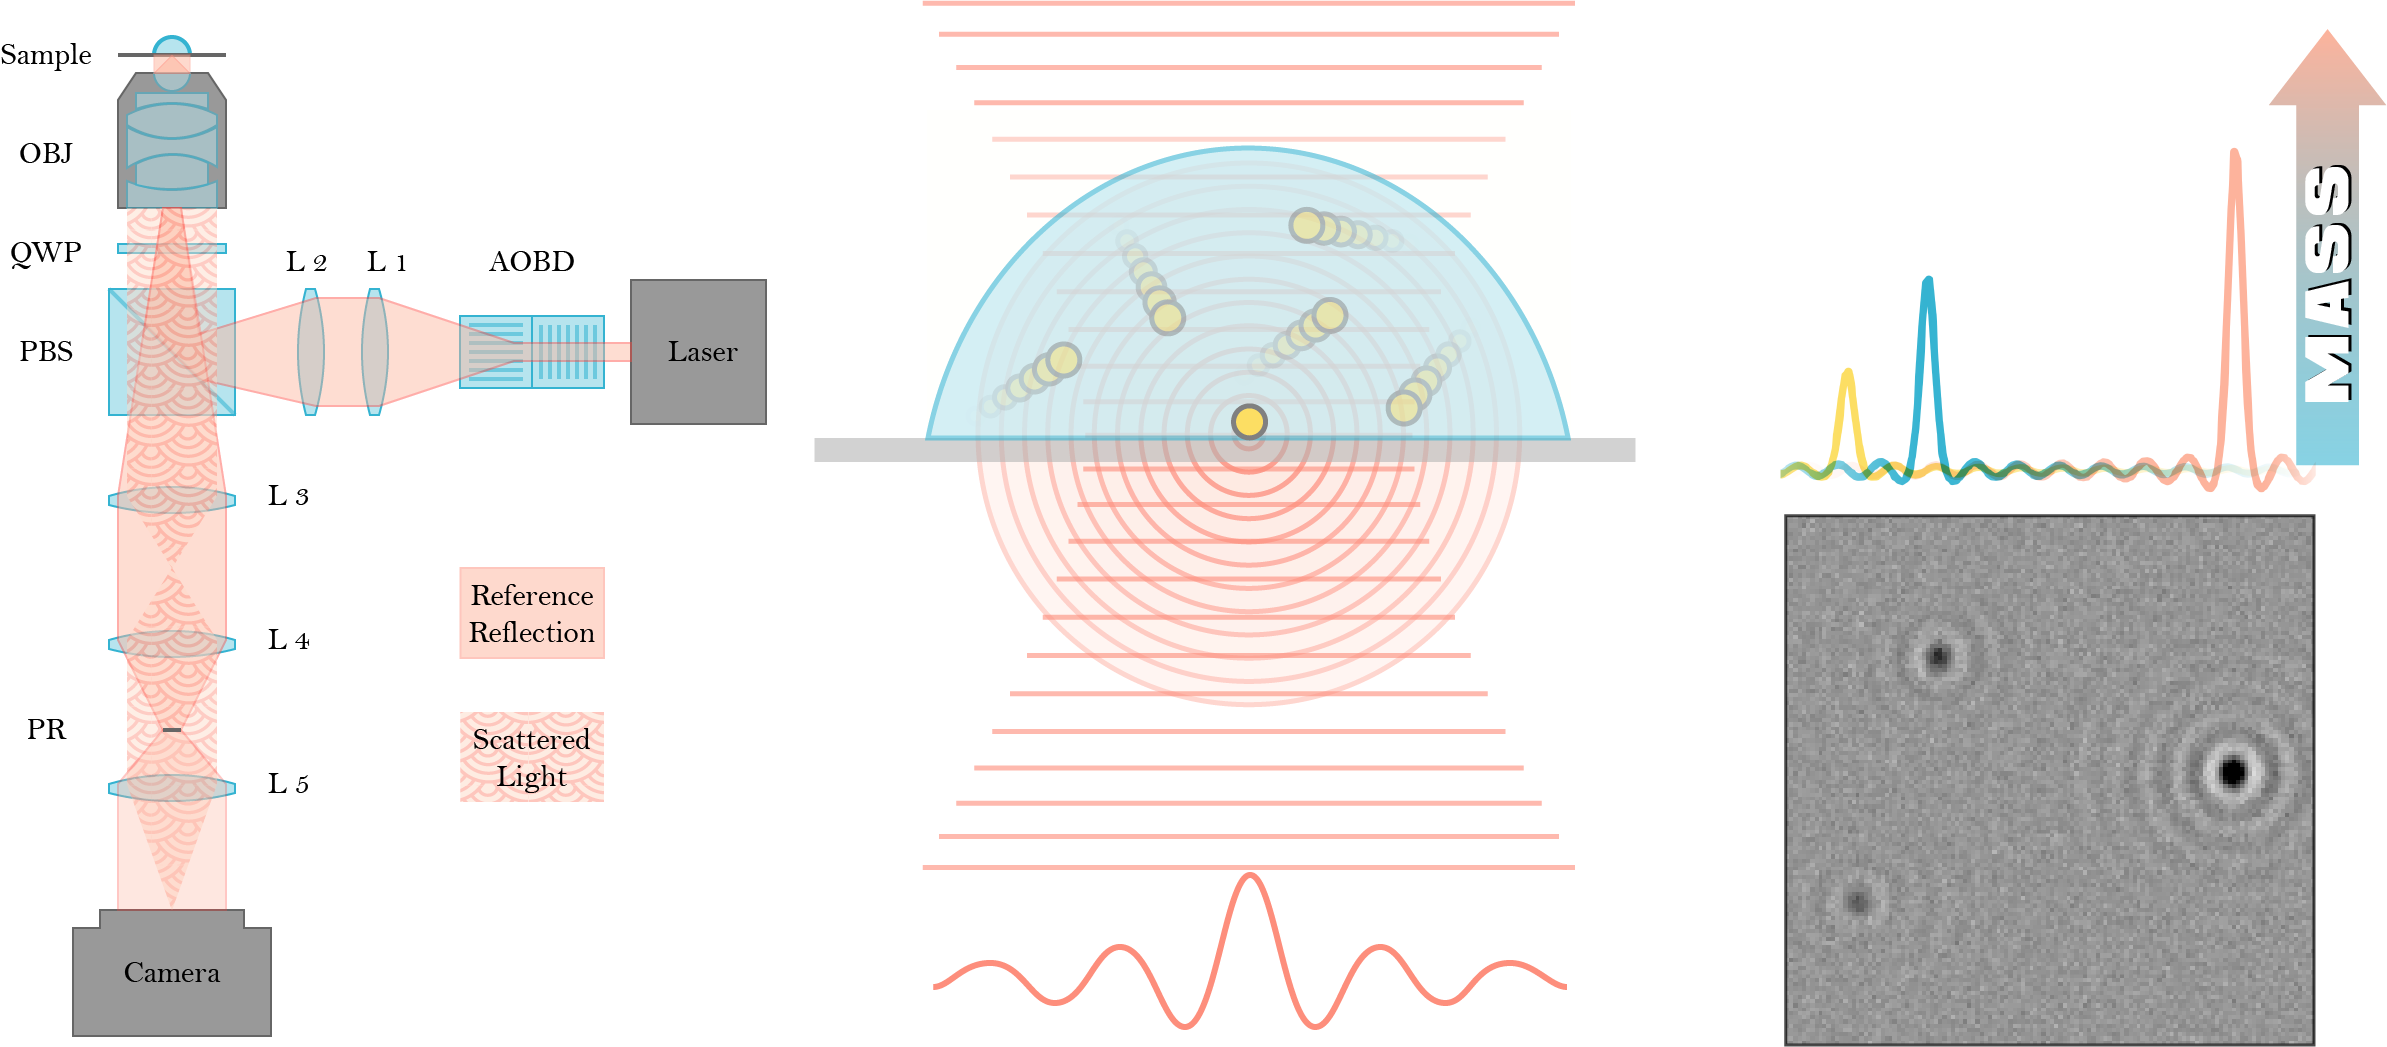 Sample
OBJ
QWP
L 2
L 1
AOBD
PBS
Laser
L 3
Reference
Reflection
L 4
PR
Scattered
Light
L 5
Camera
MASS